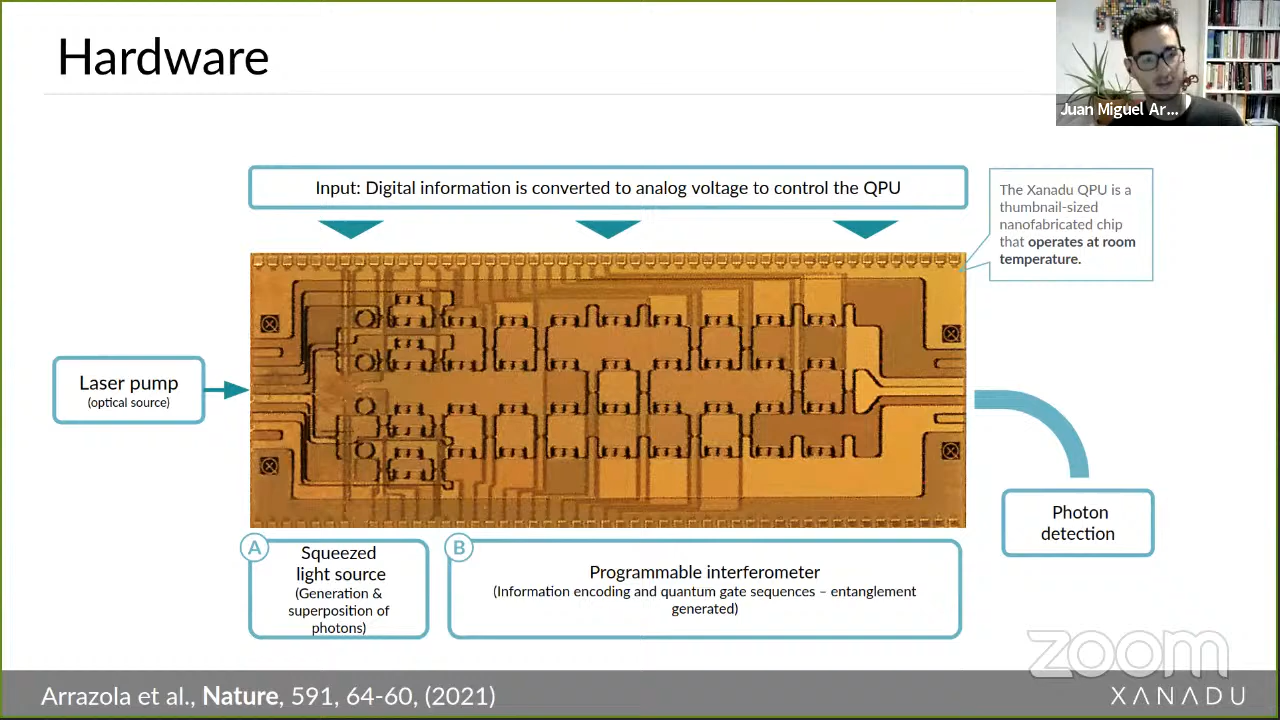 Hardware
Juan Miguel Ar...
Input: Digital information is converted to analog voltage to control the QPU
The Xanadu QPU is a
thumbnail-sized
nanofabricated chip
that operates at room
temperature.
Laser pump
(optical source)
Photon
detection
A
Squeezed
light source
(Generation &
superposition of
photons)
B
Programmable interferometer
(Information encoding and quantum gate sequences – entanglement
generated)
zoom
Arrazola et al., Nature, 591, 64-60, (2021)
XANADU